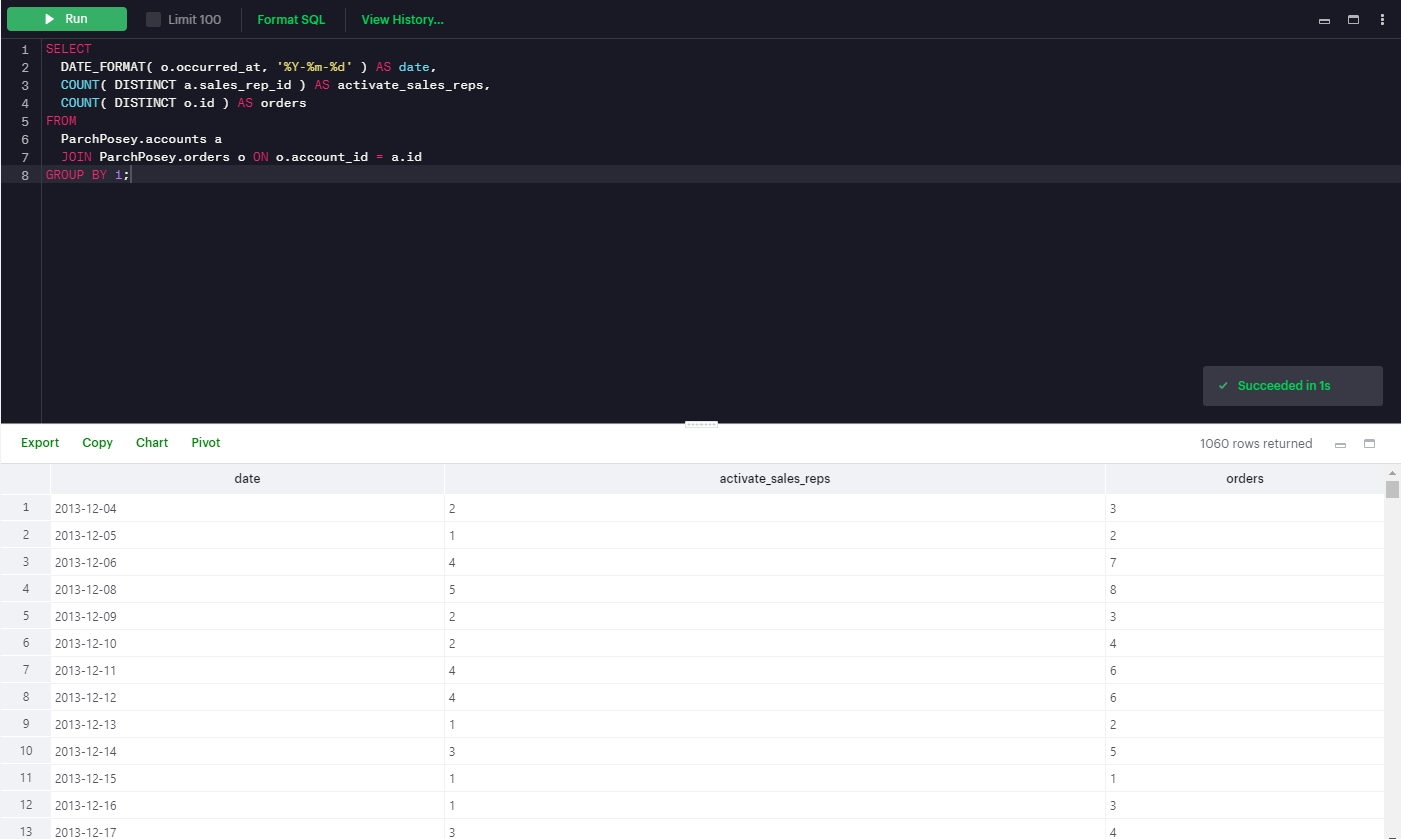 Run Limit 100 Format SQL View History...
1 SELECT
2 DATE_FORMAT( o.occurred_at, '%Y-%m-%d' ) AS date,
3 COUNT( DISTINCT a.sales_rep_id ) AS activate_sales_reps,
4 COUNT( DISTINCT o.id ) AS orders
5 FROM
6 ParchPosey.accounts a
7 JOIN ParchPosey.orders o ON o.account_id = a.id
8 GROUP BY 1;
Succeeded in 1s
Export Copy Chart Pivot 1060 rows returned
date activate_sales_reps orders
1 2013-12-04 2 3
2 2013-12-05 1 2
3 2013-12-06 4 7
4 2013-12-08 5 8
5 2013-12-09 2 3
6 2013-12-10 2 4
7 2013-12-11 4 6
8 2013-12-12 4 6
9 2013-12-13 1 2
10 2013-12-14 3 5
11 2013-12-15 1 1
12 2013-12-16 1 3
13 2013-12-17 3 4